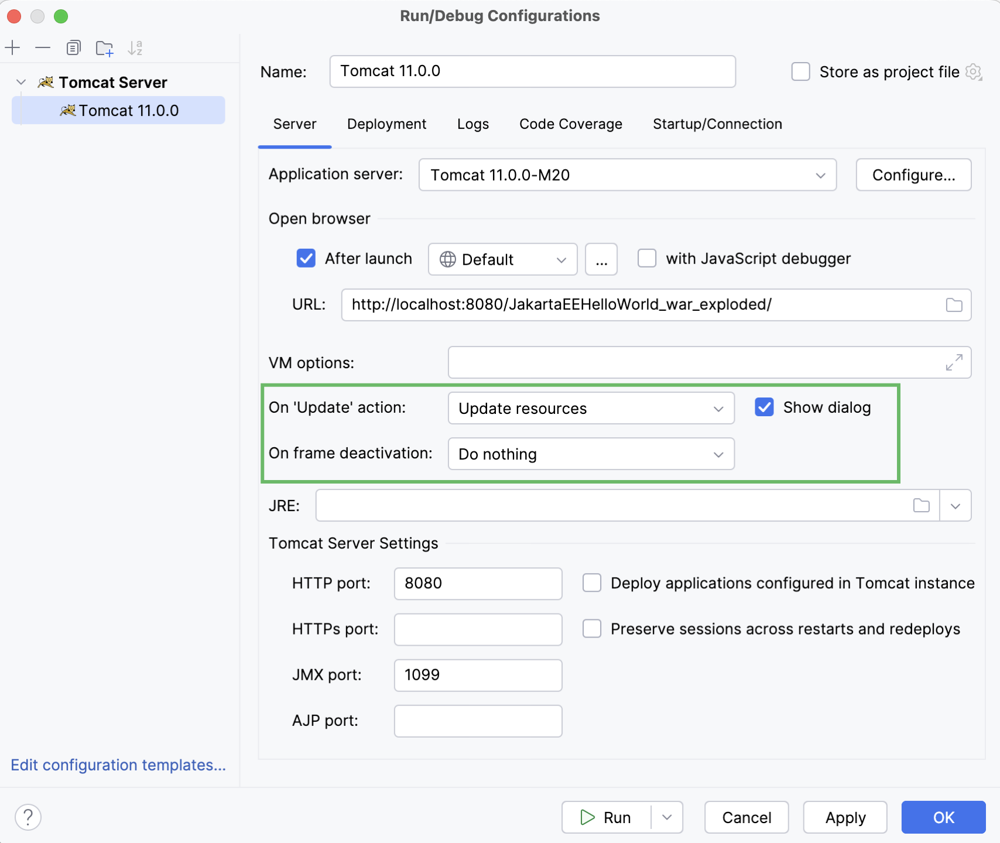 Run/Debug Configurations
Tomcat Server
Tomcat 11.0.0
Edit configuration templates...
Name: Tomcat 11.0.0 Store as project file
Server Deployment Logs Code Coverage Startup/Connection
Application server: Tomcat 11.0.0-M20 Configure...
Open browser
After launch Default ... with JavaScript debugger
URL: http://localhost:8080/JakartaEEHelloWorld_war_exploded/
VM options:
On 'Update' action: Update resources Show dialog
On frame deactivation: Do nothing
JRE:
Tomcat Server Settings
HTTP port: 8080 Deploy applications configured in Tomcat instance
HTTPs port: Preserve sessions across restarts and redeploys
JMX port: 1099
AJP port:
? Run Cancel Apply OK